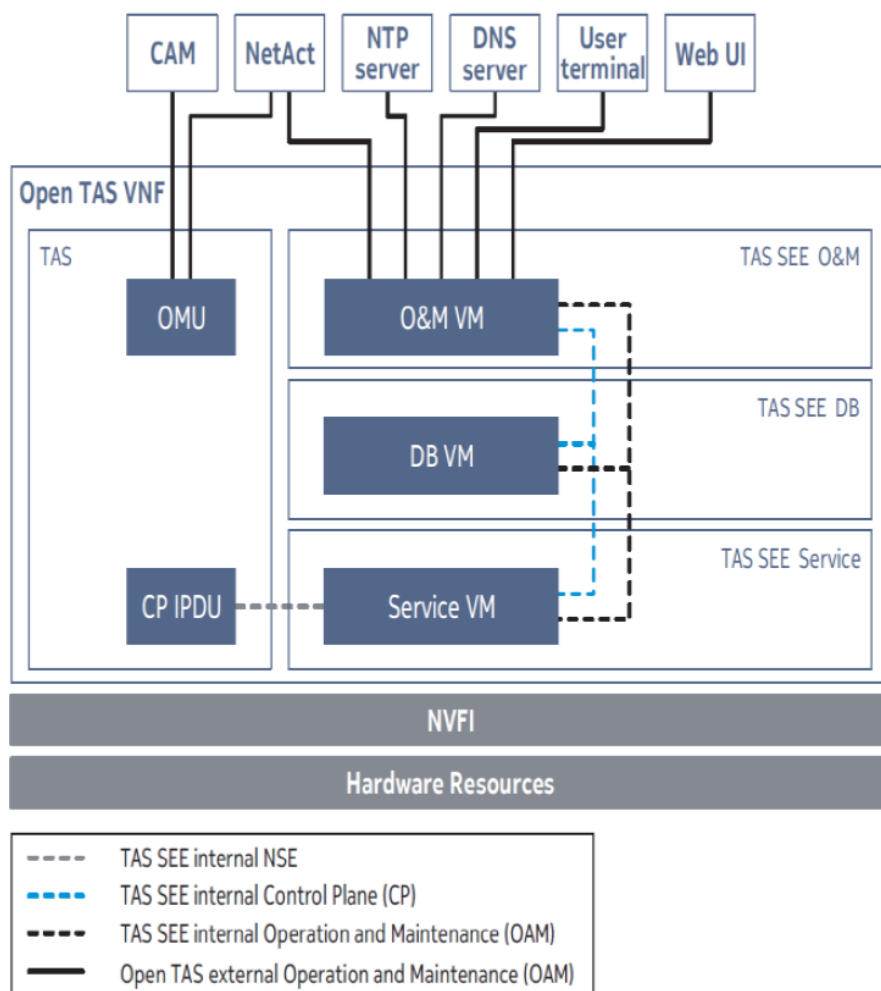 CAM
NetAct
NTP
server
DNS
server
User
terminal
Web UI
Open TAS VNF
TAS
TAS SEE O&M
OMU
O&M VM
TAS SEE DB
DB VM
TAS SEE Service
CP IPDU
Service VM
NVFI
Hardware Resources
TAS SEE internal NSE
TAS SEE internal Control Plane (CP)
TAS SEE internal Operation and Maintenance (OAM)
Open TAS external Operation and Maintenance (OAM)